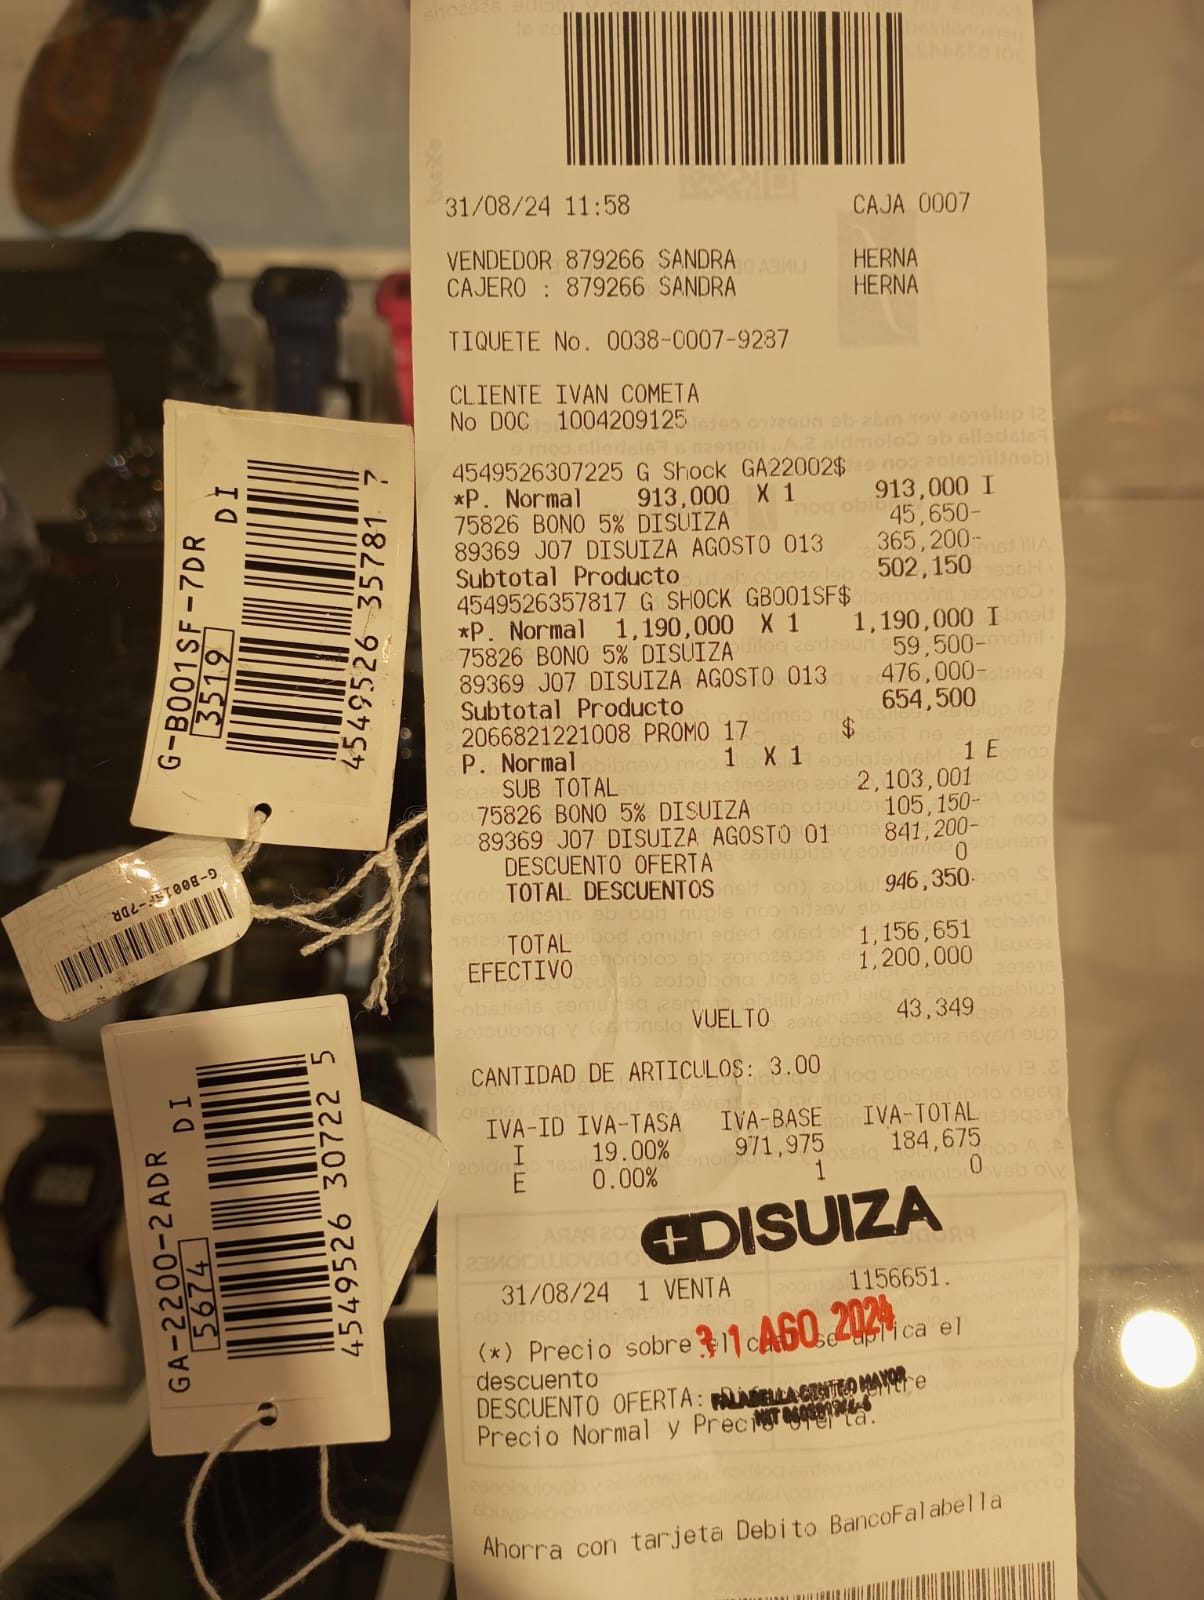 31/08/24 11:58 CAJA 0007
VENDEDOR 879266 SANDRA HERNA
CAJERO : 879266 SANDRA HERNA
TIQUETE No. 0038-0007-9287
CLIENTE IVAN COMETA
No DOC 1004209125
4549526307225 G Shock GA22002$
*P. Normal 913,000 X 1 913,000 I
75826 BONO 5% DISUIZA 45,650-
89369 J07 DISUIZA AGOSTO 013 365,200-
Subtotal Producto 502,150
4549526357817 G SHOCK GB001SF$
*P. Normal 1,190,000 X 1 1,190,000 I
75826 BONO 5% DISUIZA 59,500-
89369 J07 DISUIZA AGOSTO 013 476,000-
Subtotal Producto 654,500
2066821221008 PROMO 17 $
P. Normal 1 X 1 1 E
SUB TOTAL 2,103,001
75826 BONO 5% DISUIZA 105,150-
89369 J07 DISUIZA AGOSTO 01 841,200-
DESCUENTO OFERTA 0
TOTAL DESCUENTOS 946,350-
TOTAL 1,156,651
EFECTIVO 1,200,000
VUELTO 43,349
CANTIDAD DE ARTICULOS: 3.00
IVA-ID IVA-TASA IVA-BASE IVA-TOTAL
I 19.00% 971,975 184,675
E 0.00% 1 0
DISUIZA
31/08/24 1 VENTA 1156651.
31 AGO 2024
(*) Precio sobre el se aplica el
descuento
DESCUENTO OFERTA:
FALABELLA CENTRO MAYOR
NIT
Precio Normal y Precio
Ahorra con tarjeta Debito BancoFalabella
G-B001SF-7DR DI
3519
4549526 35781 7
G-B001SF-7DR
GA-2200-2ADR DI
5674
4549526 30722 5